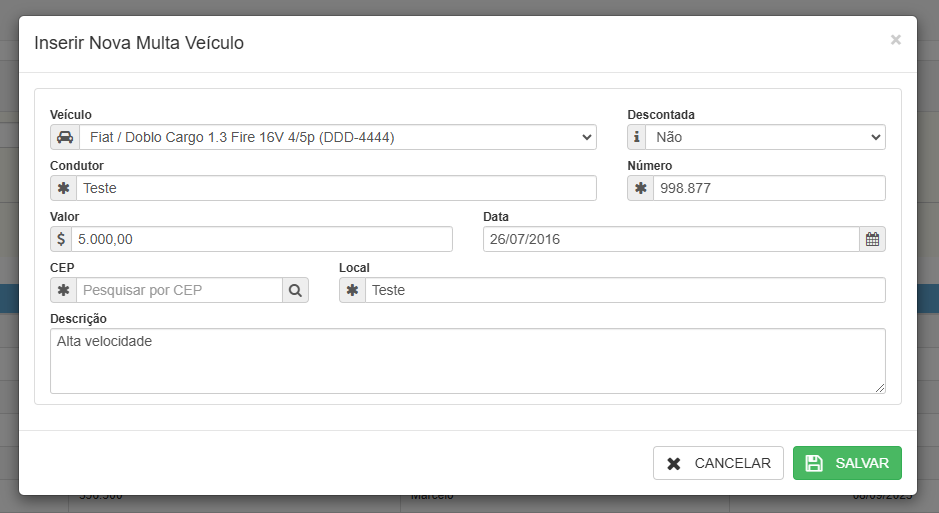 Inserir Nova Multa Veículo
×
Veículo
Descontada
Fiat / Doblo Cargo 1.3 Fire 16V 4/5p (DDD-4444)
Não
Condutor
Número
Teste
998.877
Valor
Data
$ 5.000,00
26/07/2016
CEP
Local
Pesquisar por CEP
Teste
Descrição
Alta velocidade
CANCELAR
SALVAR
Marcelo